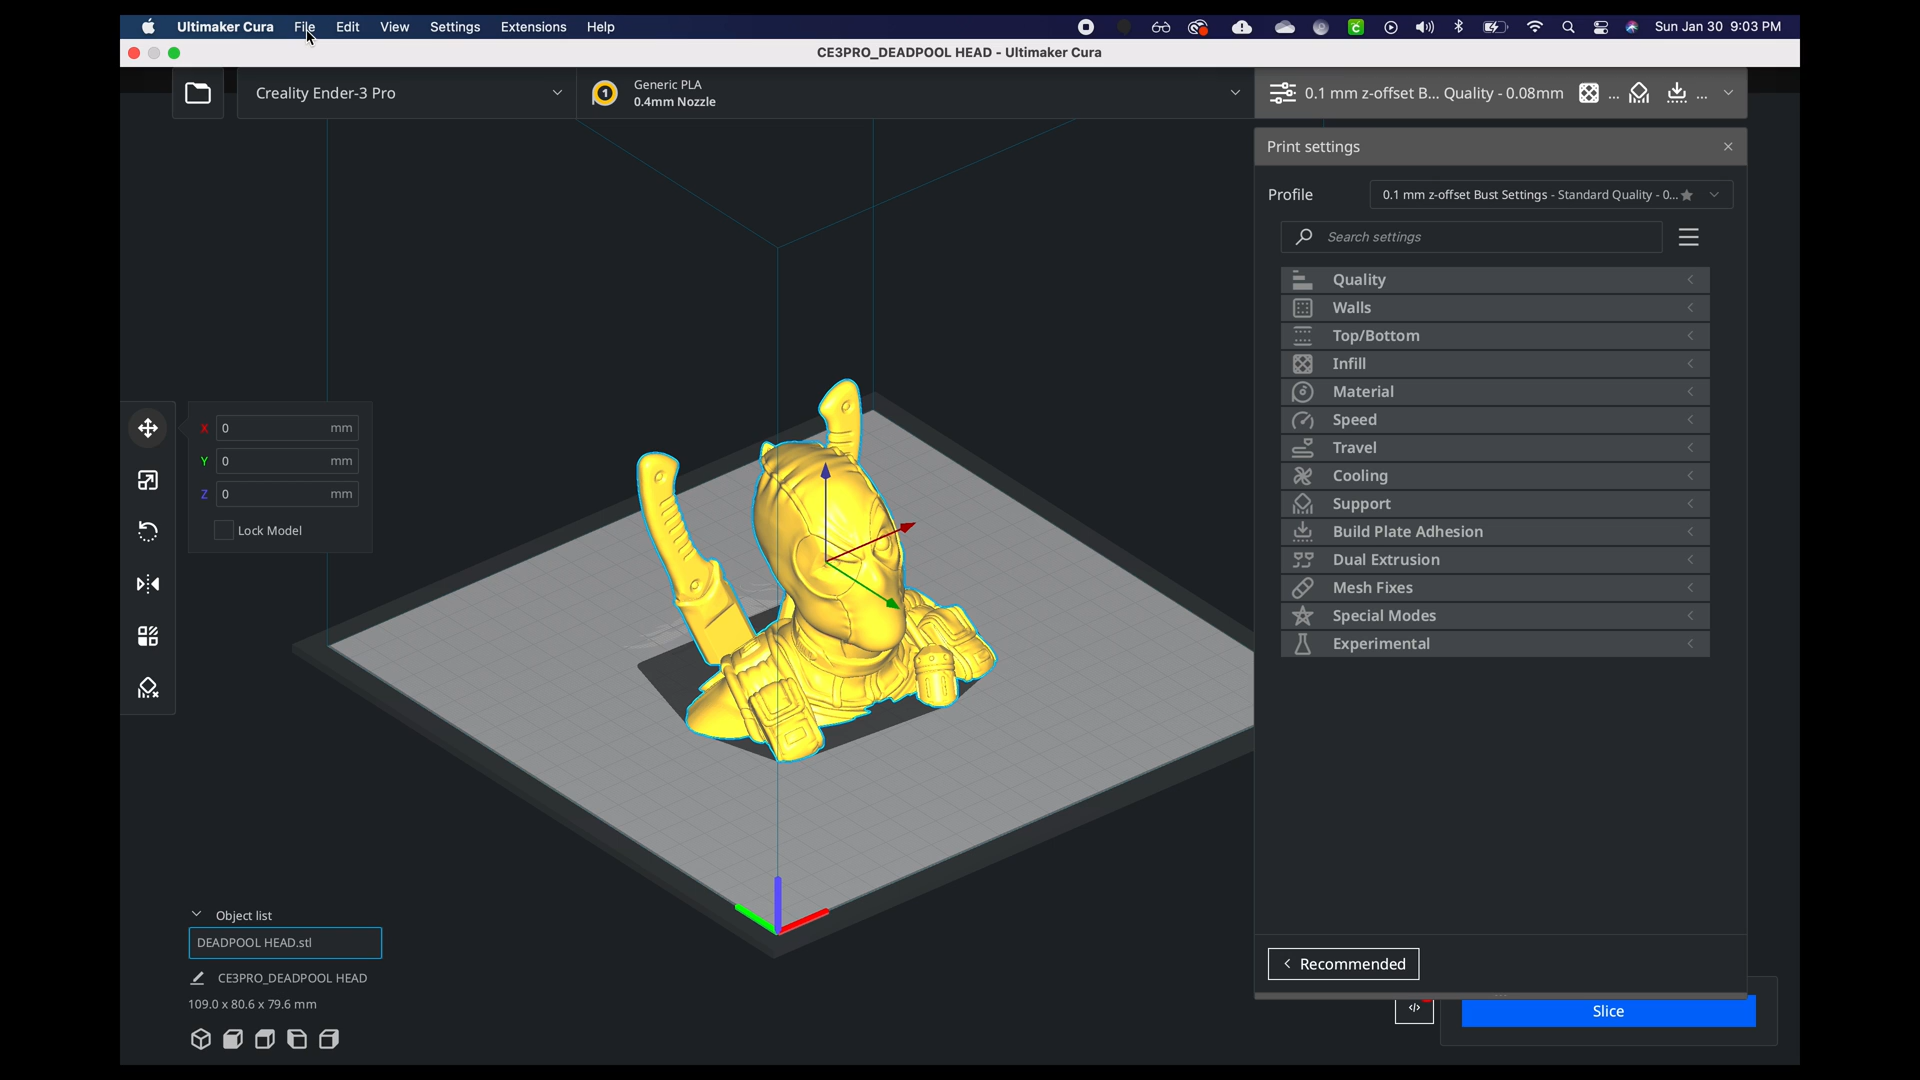 Ultimaker Cura File Edit View Settings Extensions Help Sun Jan 30 9:03 PM
CE3PRO_DEADPOOL HEAD - Ultimaker Cura
Creality Ender-3 Pro
1
Generic PLA
0.4mm Nozzle
0.1 mm z-offset B... Quality - 0.08mm ... ...
Print settings
Profile 0.1 mm z-offset Bust Settings - Standard Quality - 0...
Search settings
Quality
Walls
Top/Bottom
Infill
Material
Speed
Travel
Cooling
Support
Build Plate Adhesion
Dual Extrusion
Mesh Fixes
Special Modes
Experimental
X 0 mm
Y 0 mm
Z 0 mm
Lock Model
Object list
DEADPOOL HEAD.stl
CE3PRO_DEADPOOL HEAD
109.0 x 80.6 x 79.6 mm
Recommended
Slice